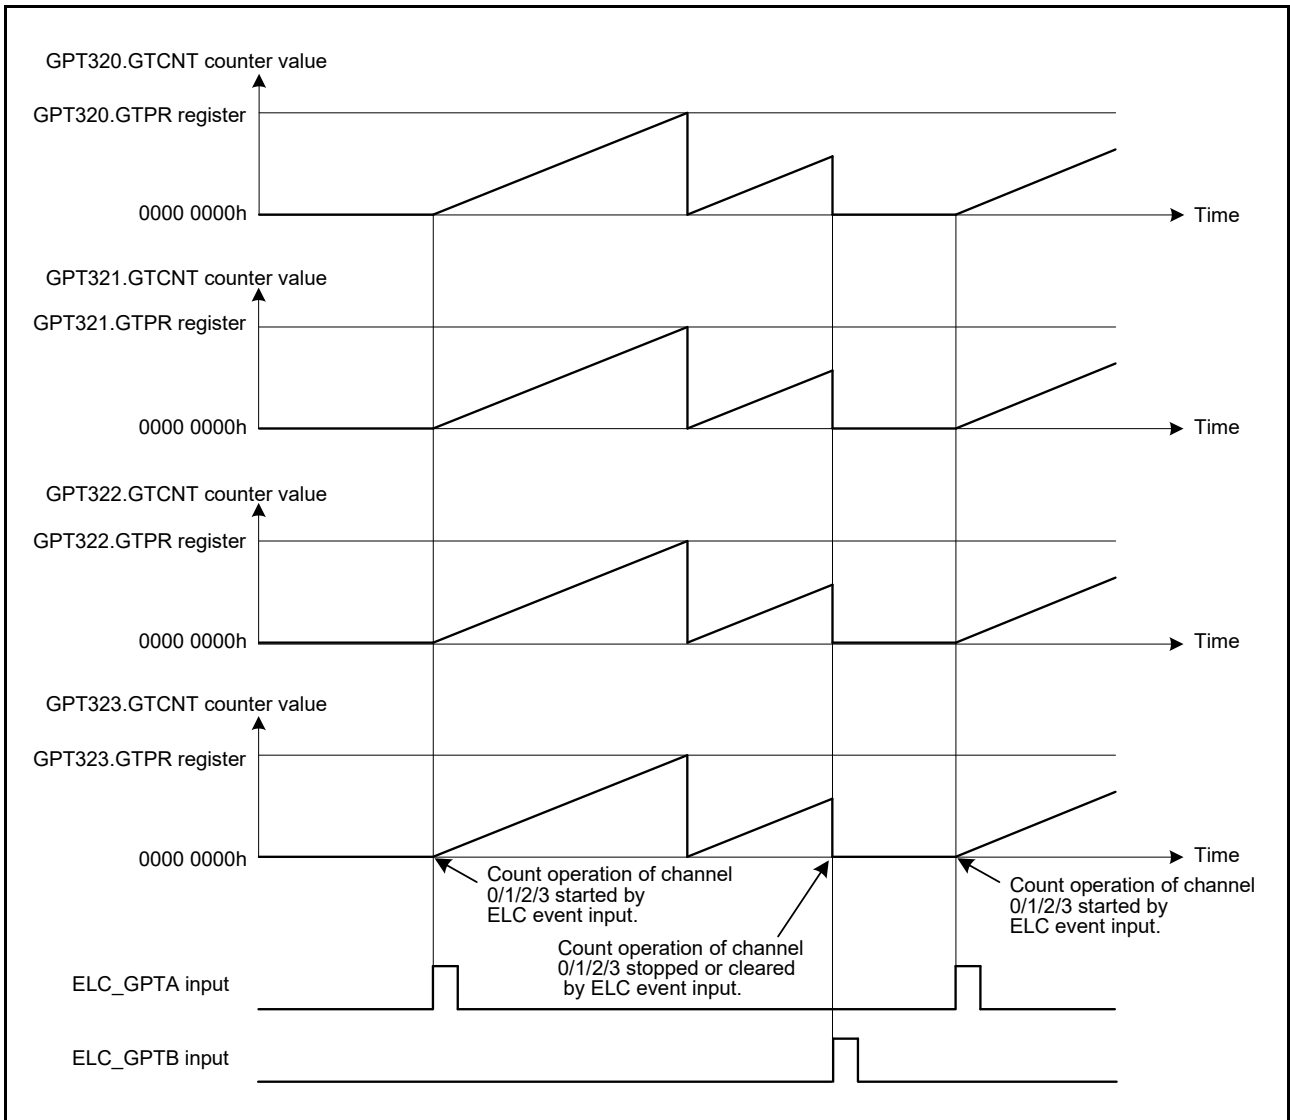 GPT320.GTCNT counter value
GPT320.GTPR register
0000 0000h
Time
GPT321.GTCNT counter value
GPT321.GTPR register
0000 0000h
Time
GPT322.GTCNT counter value
GPT322.GTPR register
0000 0000h
Time
GPT323.GTCNT counter value
GPT323.GTPR register
0000 0000h
Time
Count operation of channel
0/1/2/3 started by
ELC event input.
Count operation of channel
0/1/2/3 stopped or cleared
by ELC event input.
Count operation of channel
0/1/2/3 started by
ELC event input.
ELC_GPTA input
ELC_GPTB input